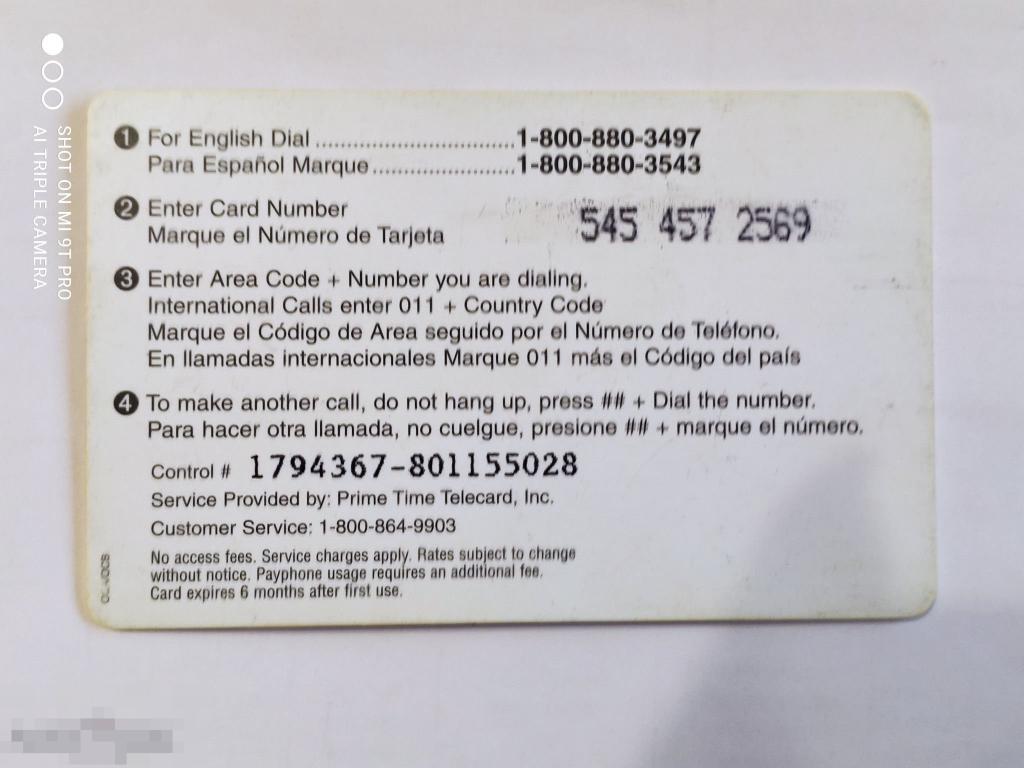 ❶ For English Dial ................................1-800-880-3497
Para Español Marque.......................1-800-880-3543
❷ Enter Card Number
Marque el Número de Tarjeta
545 457 2569
❸ Enter Area Code + Number you are dialing.
International Calls enter 011 + Country Code
Marque el Código de Area seguido por el Número de Teléfono.
En llamadas internacionales Marque 011 más el Código del país
❹ To make another call, do not hang up, press ## + Dial the number.
Para hacer otra llamada, no cuelgue, presione ## + marque el número.
Control # 1794367-801155028
Service Provided by: Prime Time Telecard, Inc.
Customer Service: 1-800-864-9903
No access fees. Service charges apply. Rates subject to change
without notice. Payphone usage requires an additional fee.
Card expires 6 months after first use.
SHOT ON MI 9T PRO
AI TRIPLE CAMERA